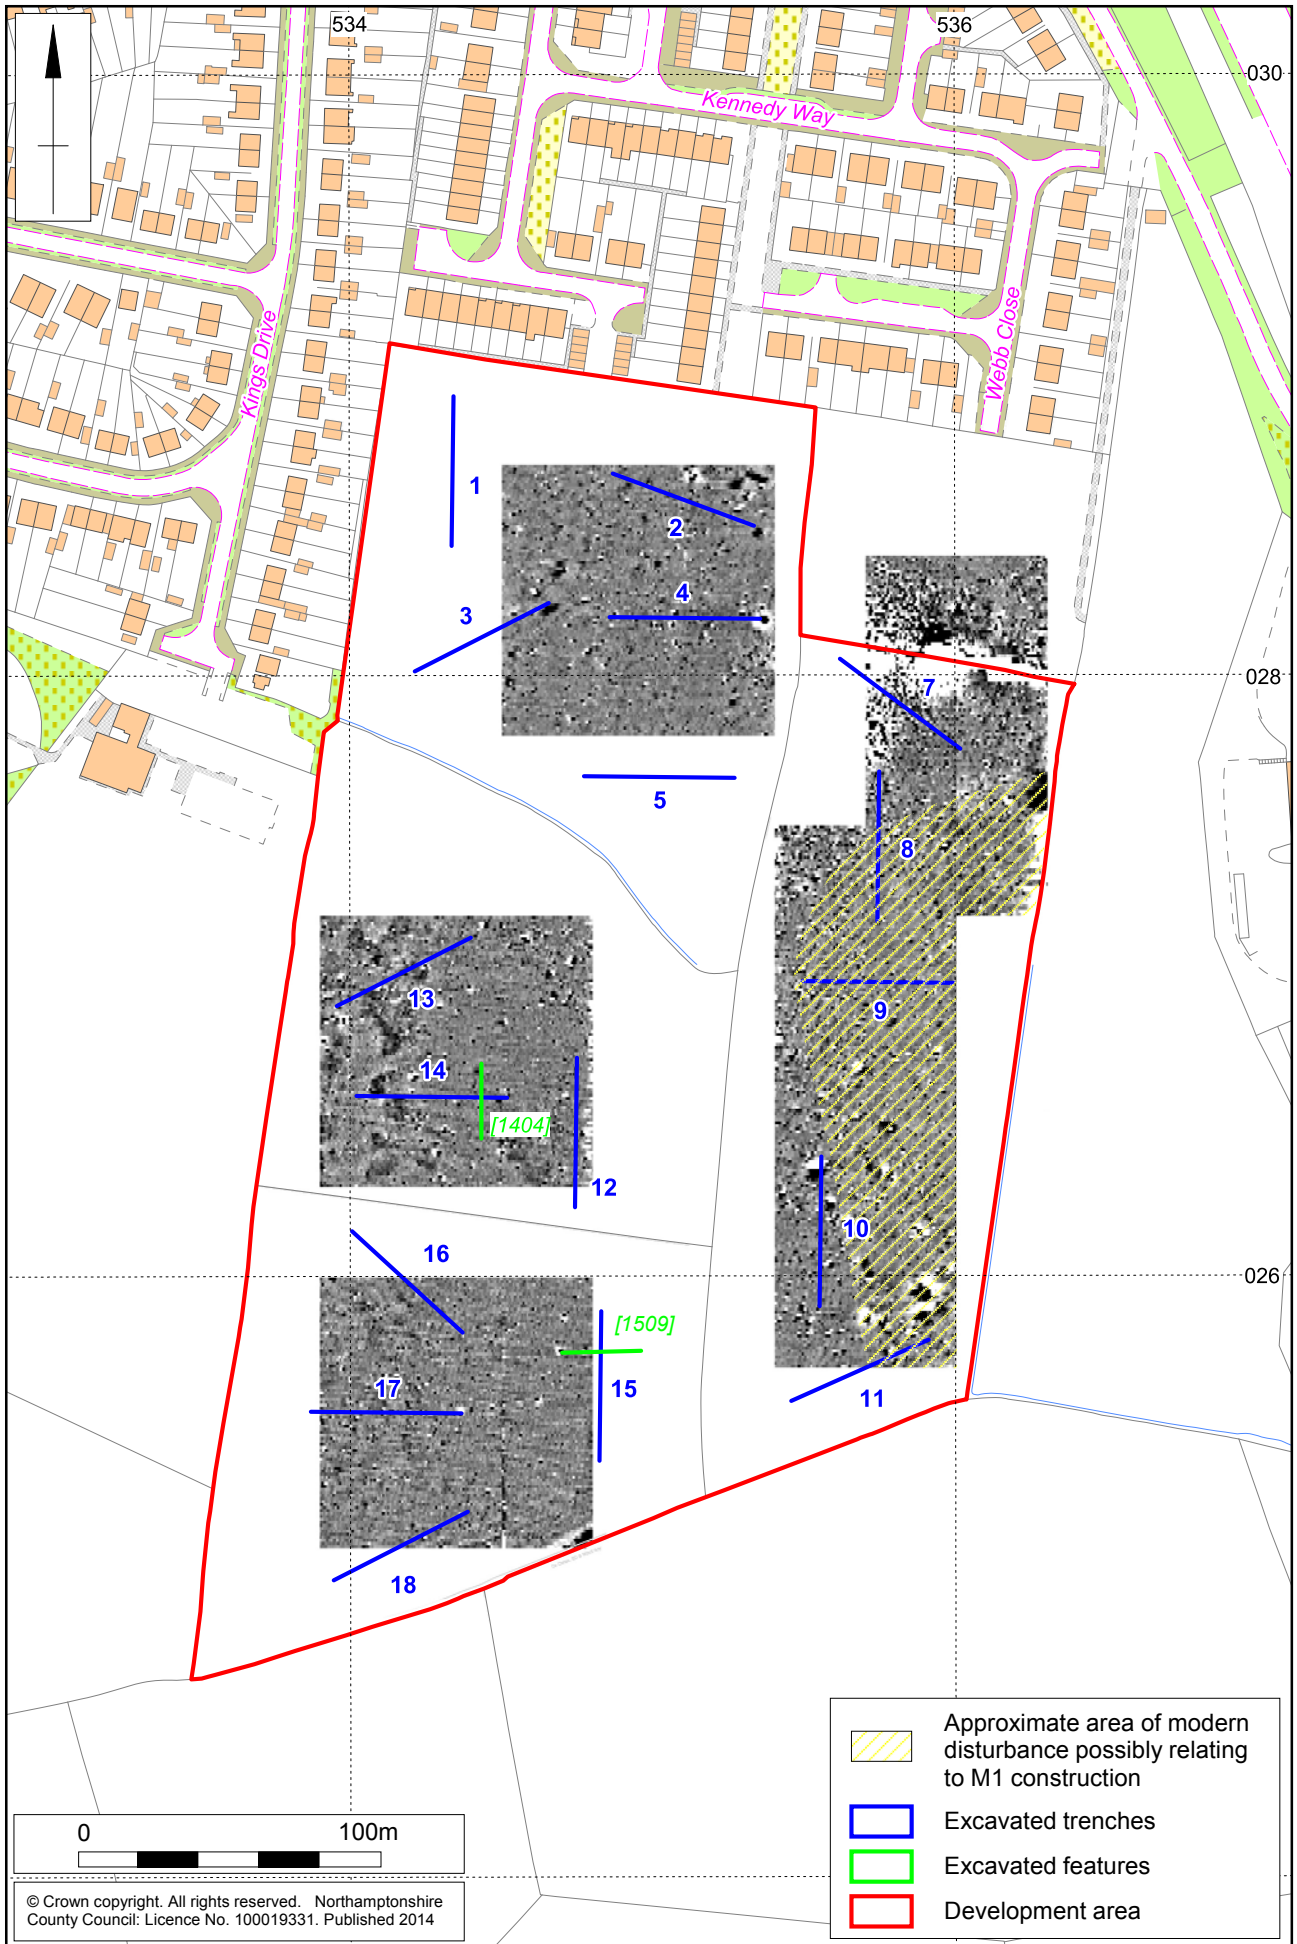 534
536
030
Kennedy Way
Kings Drive
Webb Close
1
2
3
4
028
7
5
8
13
9
14
[1404]
12
10
16
026
[1509]
17
15
11
18
Approximate area of modern
disturbance possibly relating
to M1 construction
Excavated trenches
Excavated features
Development area
0 100m
© Crown copyright. All rights reserved. Northamptonshire
County Council: Licence No. 100019331. Published 2014